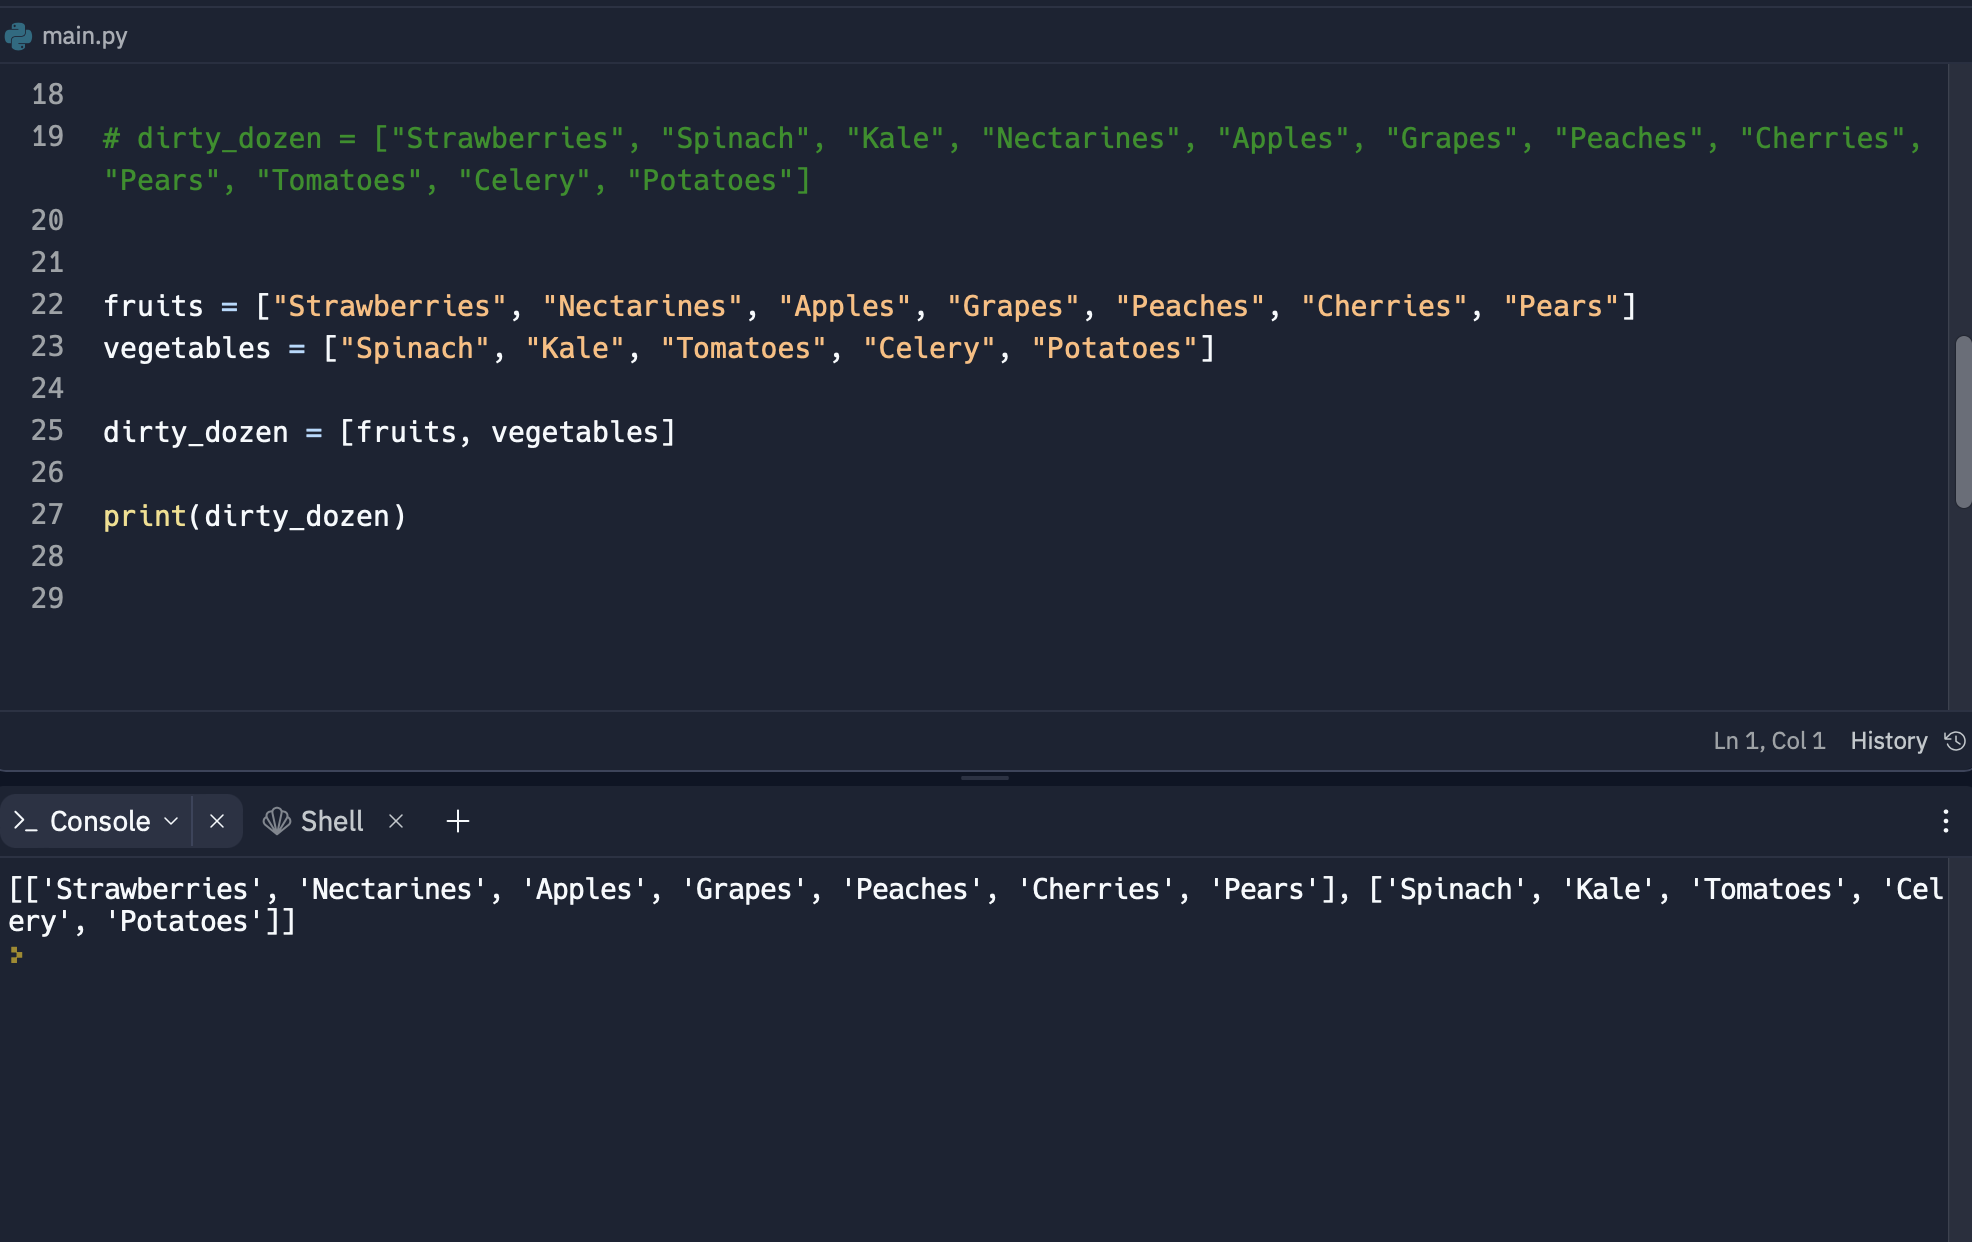 main.py
18
19 # dirty_dozen = ["Strawberries", "Spinach", "Kale", "Nectarines", "Apples", "Grapes", "Peaches", "Cherries",
"Pears", "Tomatoes", "Celery", "Potatoes"]
20
21
22 fruits = ["Strawberries", "Nectarines", "Apples", "Grapes", "Peaches", "Cherries", "Pears"]
23 vegetables = ["Spinach", "Kale", "Tomatoes", "Celery", "Potatoes"]
24
25 dirty_dozen = [fruits, vegetables]
26
27 print(dirty_dozen)
28
29
Ln 1, Col 1 History
Console Shell
[['Strawberries', 'Nectarines', 'Apples', 'Grapes', 'Peaches', 'Cherries', 'Pears'], ['Spinach', 'Kale', 'Tomatoes', 'Cel
ery', 'Potatoes']]